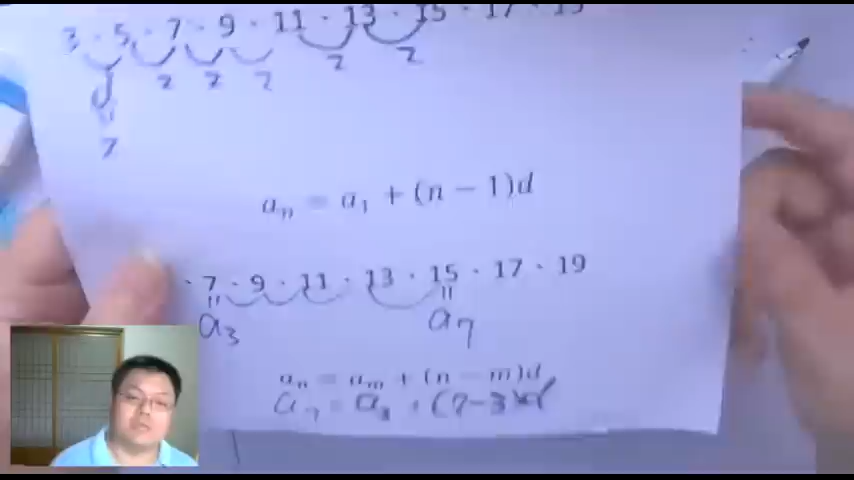 3 · 5 · 7 · 9 · 11 · 13 · 15 · 17 · 19
d 2 2 2 2 2
=
2
aₙ = a₁ + (n − 1)d
· 7 · 9 · 11 · 13 · 15 · 17 · 19
= =
a₃ a₇
aₙ = aₘ + (n − m)d
a₇ = a₃ + (7−3)×d